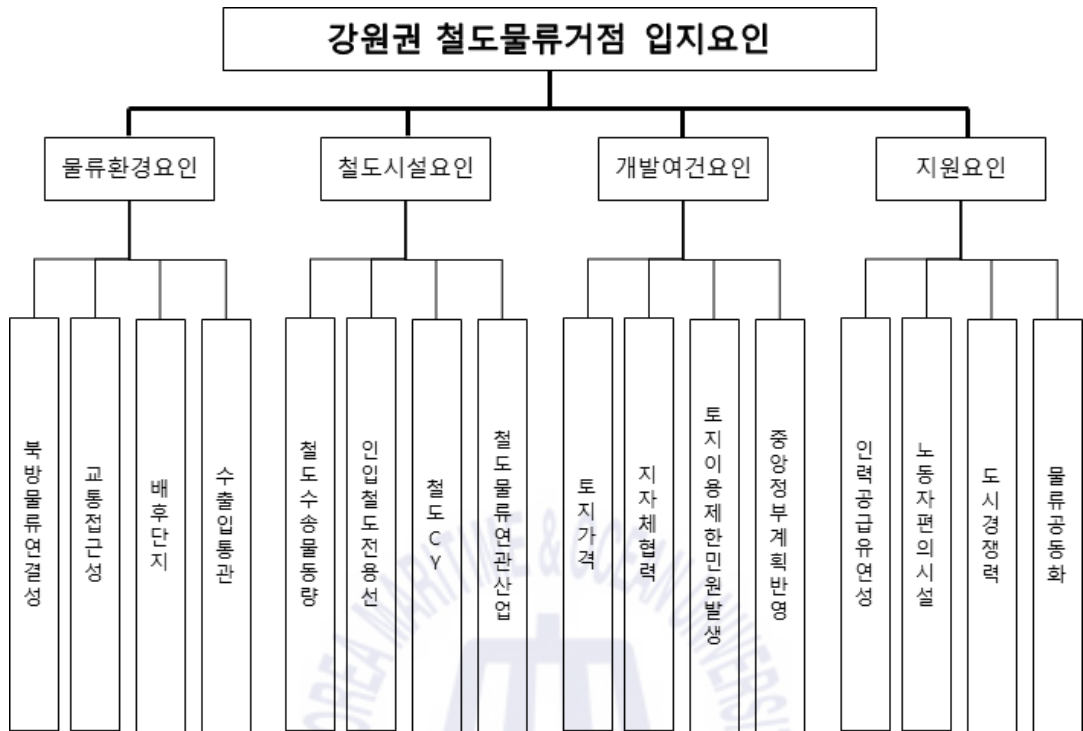 강원권 철도물류거점 입지요인
물류환경요인
철도시설요인
개발여건요인
지원요인
북방물류연결성
교통접근성
배후단지
수출입통관
철도수송물동량
인입철도전용선
철도CY
철도물류연관산업
토지가격
지자체협력
토지이용제한민원발생
중앙정부계획반영
인력공급유연성
노동자편의시설
도시경쟁력
물류공동화
KOREA MARITIME & OCEAN UNIVERSI